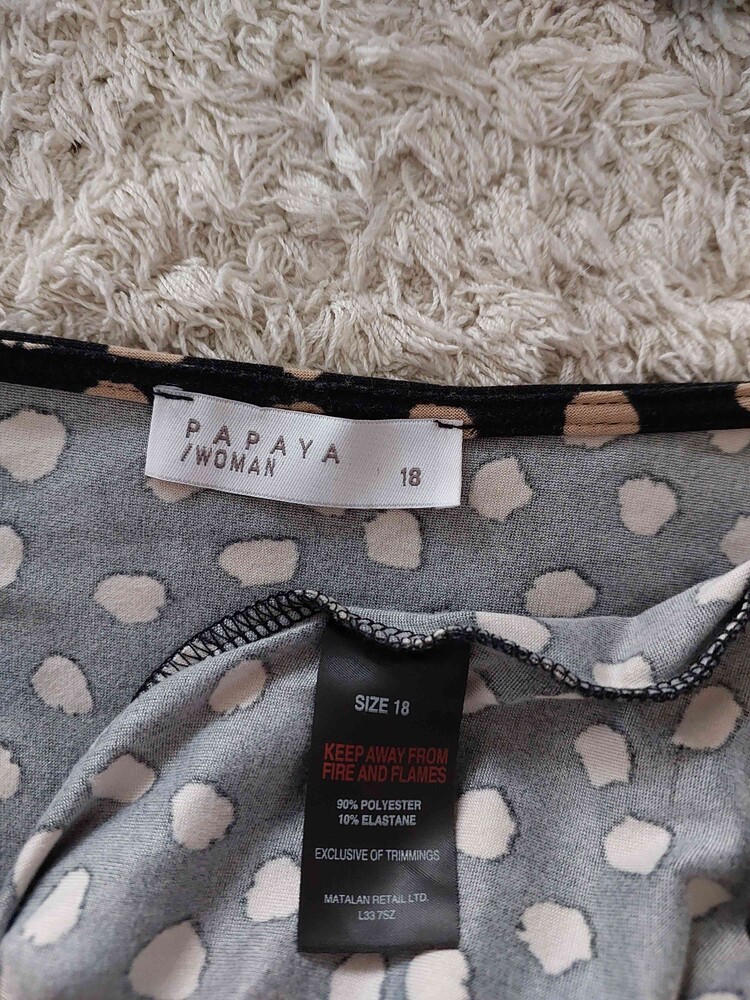 PAPAYA
/WOMAN
18
SIZE 18
KEEP AWAY FROM
FIRE AND FLAMES
90% POLYESTER
10% ELASTANE
EXCLUSIVE OF TRIMMINGS
MATALAN RETAIL LTD.
L33 7SZ